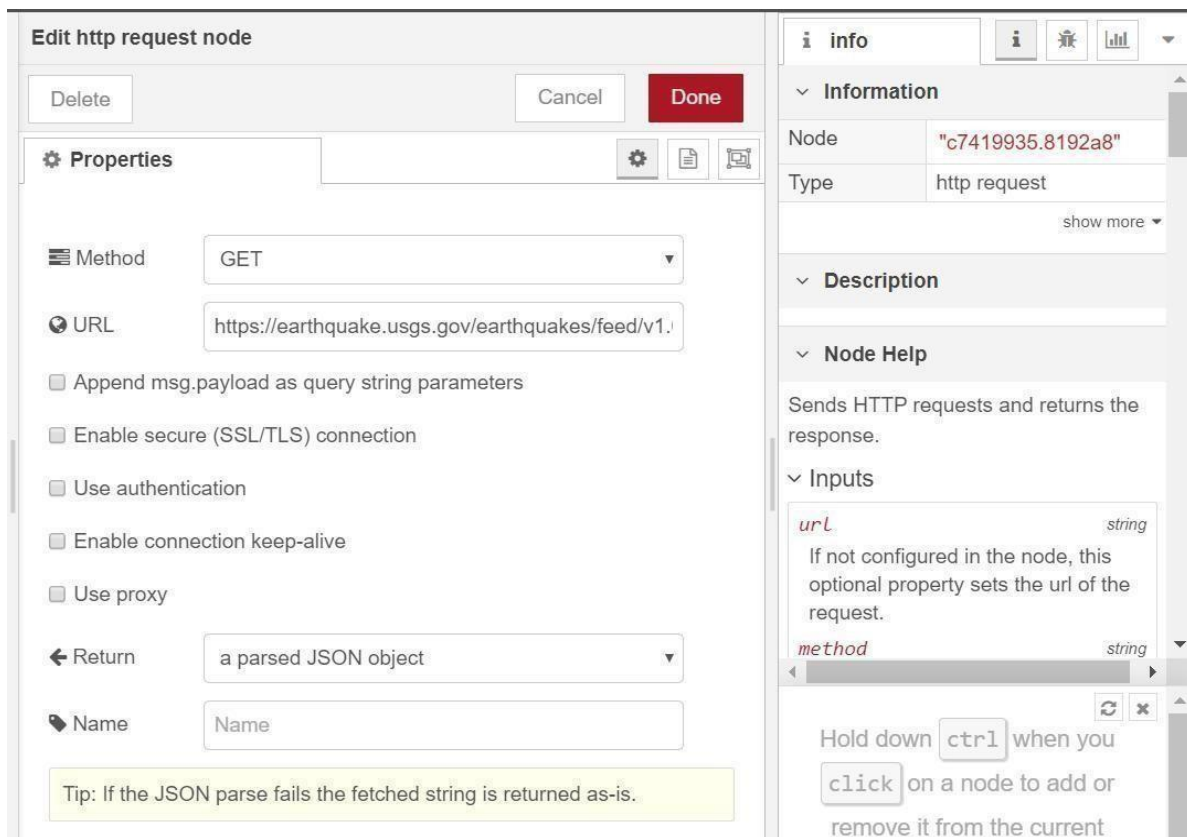 Edit http request node
Delete
Cancel
Done
Properties
Method
GET
URL
https://earthquake.usgs.gov/earthquakes/feed/v1.
Append msg.payload as query string parameters
Enable secure (SSL/TLS) connection
Use authentication
Enable connection keep-alive
Use proxy
Return
a parsed JSON object
Name
Name
Tip: If the JSON parse fails the fetched string is returned as-is.
i info
i
Information
Node "c7419935.8192a8"
Type http request
show more
Description
Node Help
Sends HTTP requests and returns the
response.
Inputs
url string
If not configured in the node, this
optional property sets the url of the
request.
method string
Hold down ctrl when you
click on a node to add or
remove it from the current